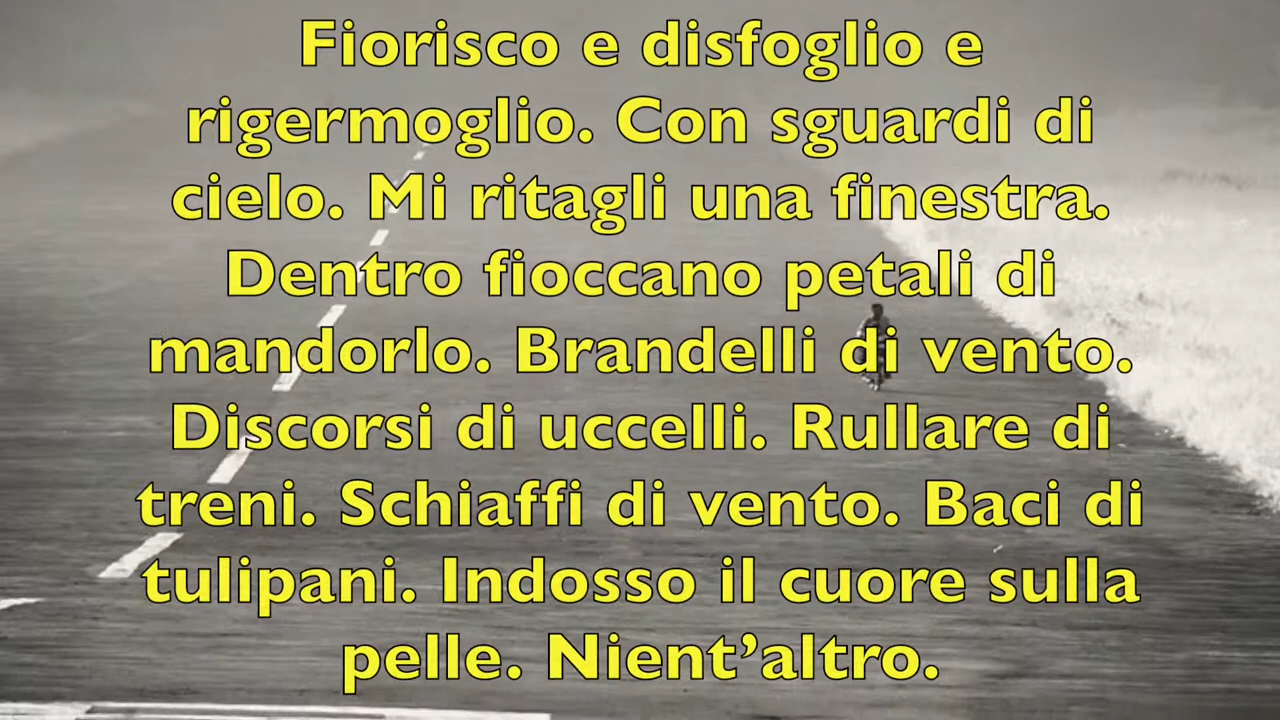 Fiorisco e disfoglio e
rigermoglio. Con sguardi di
cielo. Mi ritagli una finestra.
Dentro fioccano petali di
mandorlo. Brandelli di vento.
Discorsi di uccelli. Rullare di
treni. Schiaffi di vento. Baci di
tulipani. Indosso il cuore sulla
pelle. Nient’altro.